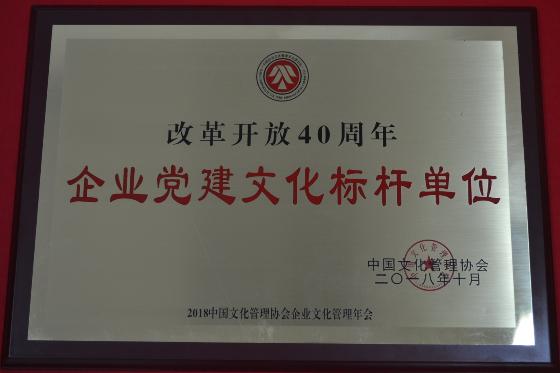 改革开放40周年
企业党建文化标杆单位
中国文化管理协会
二〇一八年十月
2018中国文化管理协会企业文化管理年会